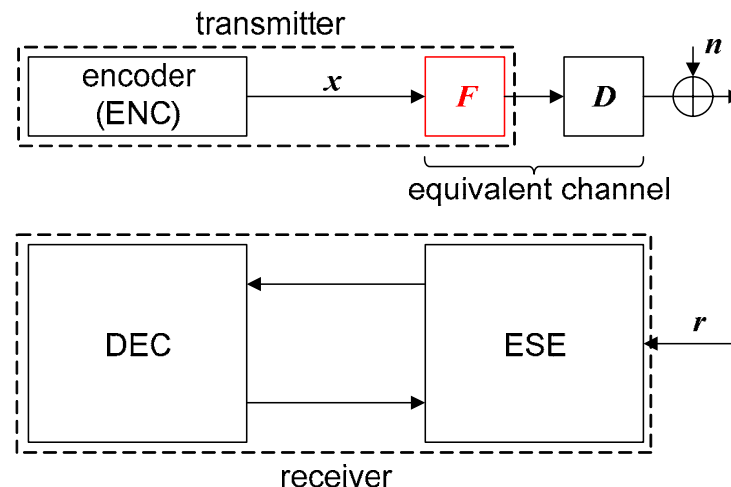 transmitter
encoder
(ENC)
x
F
D
n
equivalent channel
DEC
ESE
r
receiver